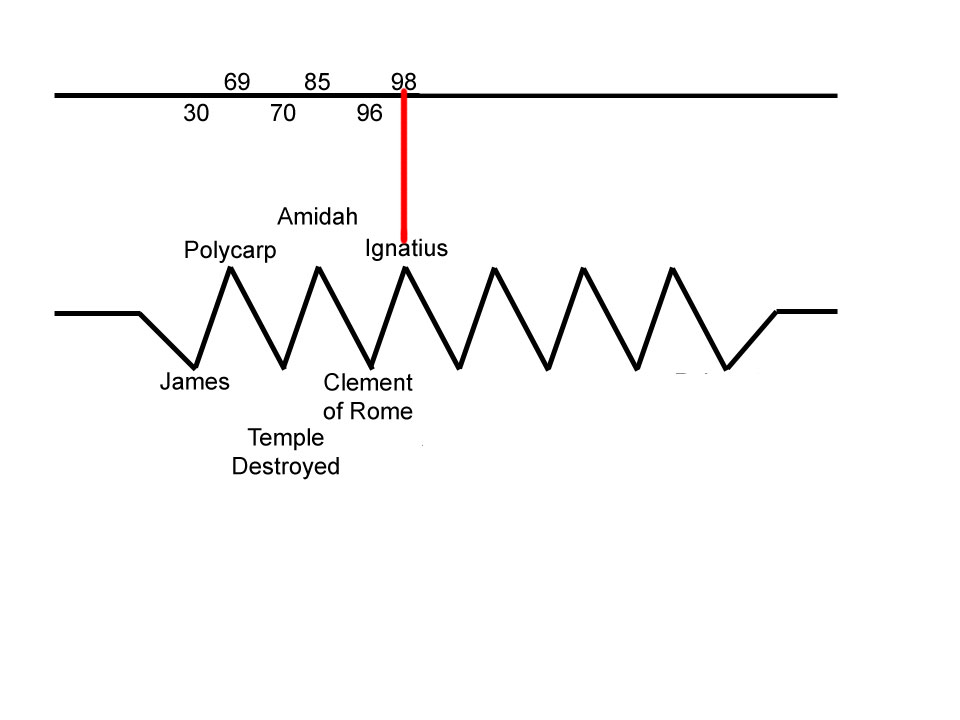 69 85 98
30 70 96
Amidah
Polycarp Ignatius
James Clement
of Rome
Temple
Destroyed